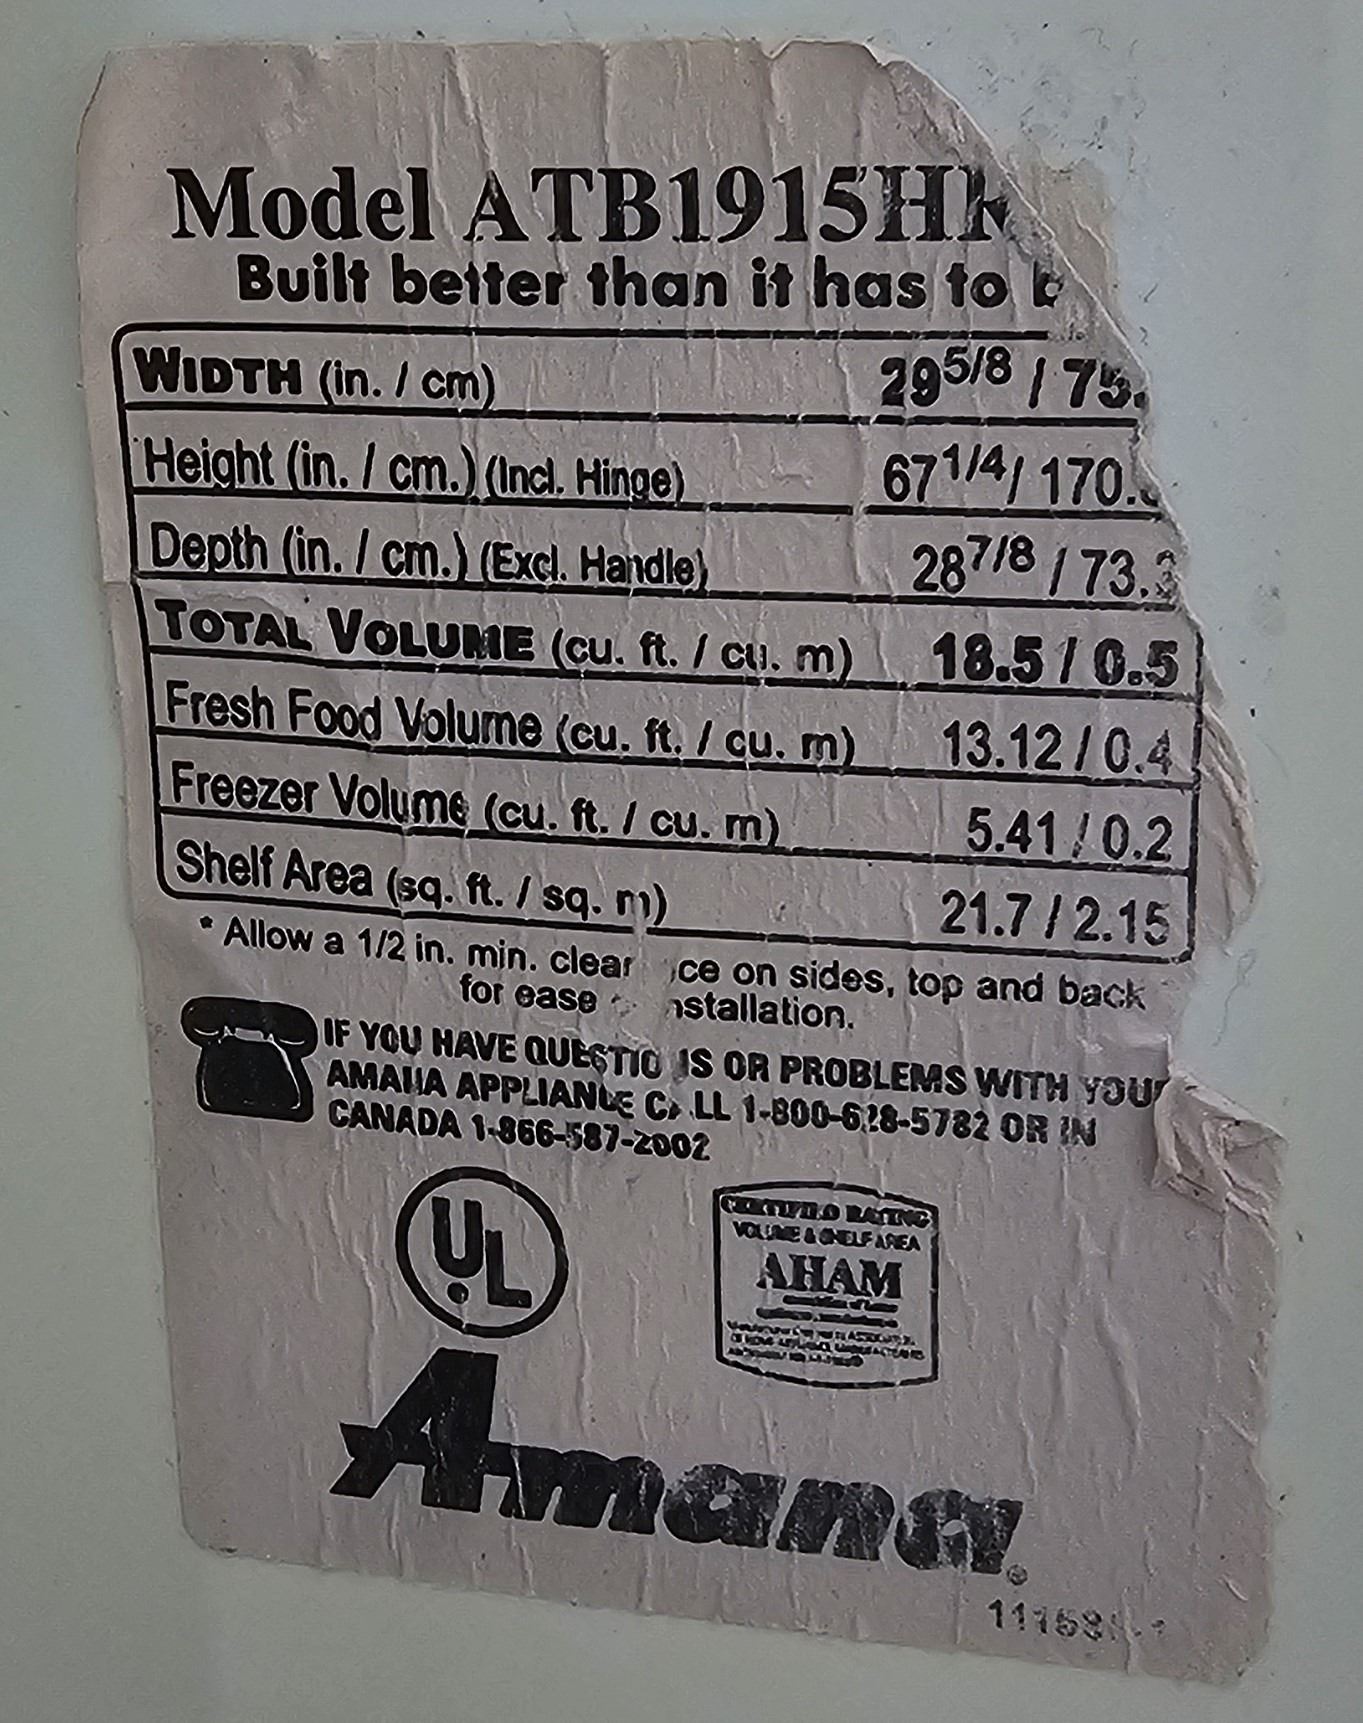 Model ATB1915H
Built better than it has to b
WIDTH (in. / cm) 29 5/8 / 75.
Height (in. / cm.) (Incl. Hinge) 67 1/4 / 170.
Depth (in. / cm.) (Excl. Handle) 28 7/8 / 73.3
TOTAL VOLUME (cu. ft. / cu. m) 18.5 / 0.5
Fresh Food Volume (cu. ft. / cu. m) 13.12 / 0.4
Freezer Volume (cu. ft. / cu. m) 5.41 / 0.2
Shelf Area (sq. ft. / sq. m) 21.7 / 2.15
* Allow a 1/2 in. min. clear ce on sides, top and back
for ease nstallation.
IF YOU HAVE QUESTIO NS OR PROBLEMS WITH YOUR
AMANA APPLIANCE CALL 1-800-628-5782 OR IN
CANADA 1-866-587-2002
UL
CERTIFIED RATING
VOLUME & SHELF AREA
AHAM
Amana®